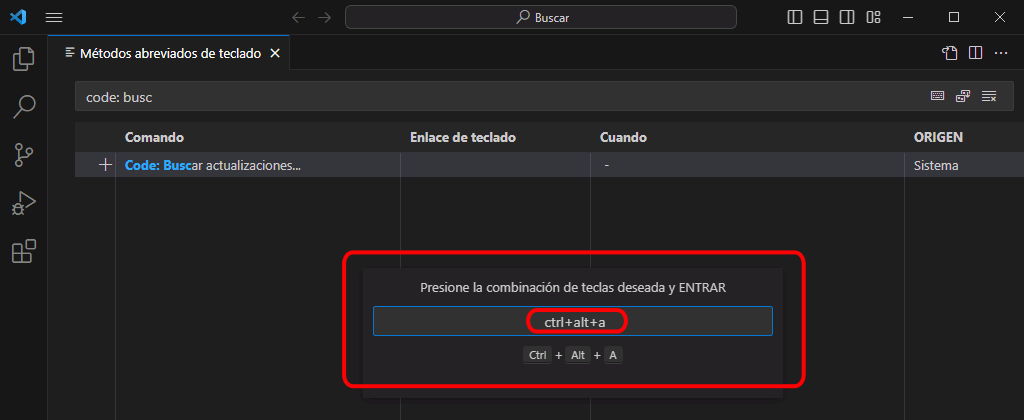 Buscar
Métodos abreviados de teclado
code: busc
Comando Enlace de teclado Cuando ORIGEN
Code: Buscar actualizaciones... - Sistema
Presione la combinación de teclas deseada y ENTRAR
ctrl+alt+a
Ctrl + Alt + A